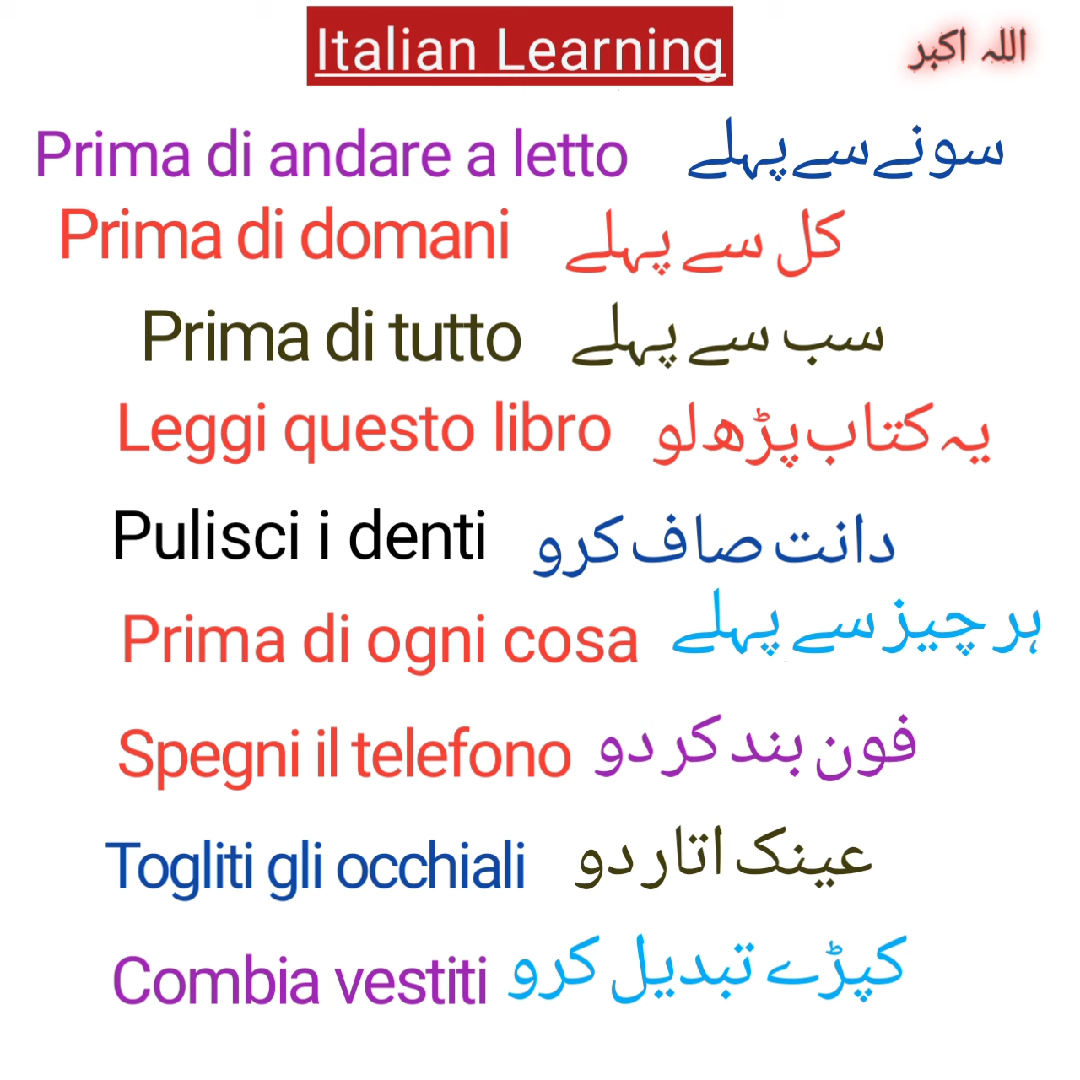 Italian Learning
اللہ اکبر
Prima di andare a letto سونے سے پہلے
Prima di domani کل سے پہلے
Prima di tutto سب سے پہلے
Leggi questo libro یہ کتاب پڑھ لو
Pulisci i denti دانت صاف کرو
Prima di ogni cosa ہر چیز سے پہلے
Spegni il telefono فون بند کر دو
Togliti gli occhiali عینک اتار دو
Combia vestiti کپڑے تبدیل کرو